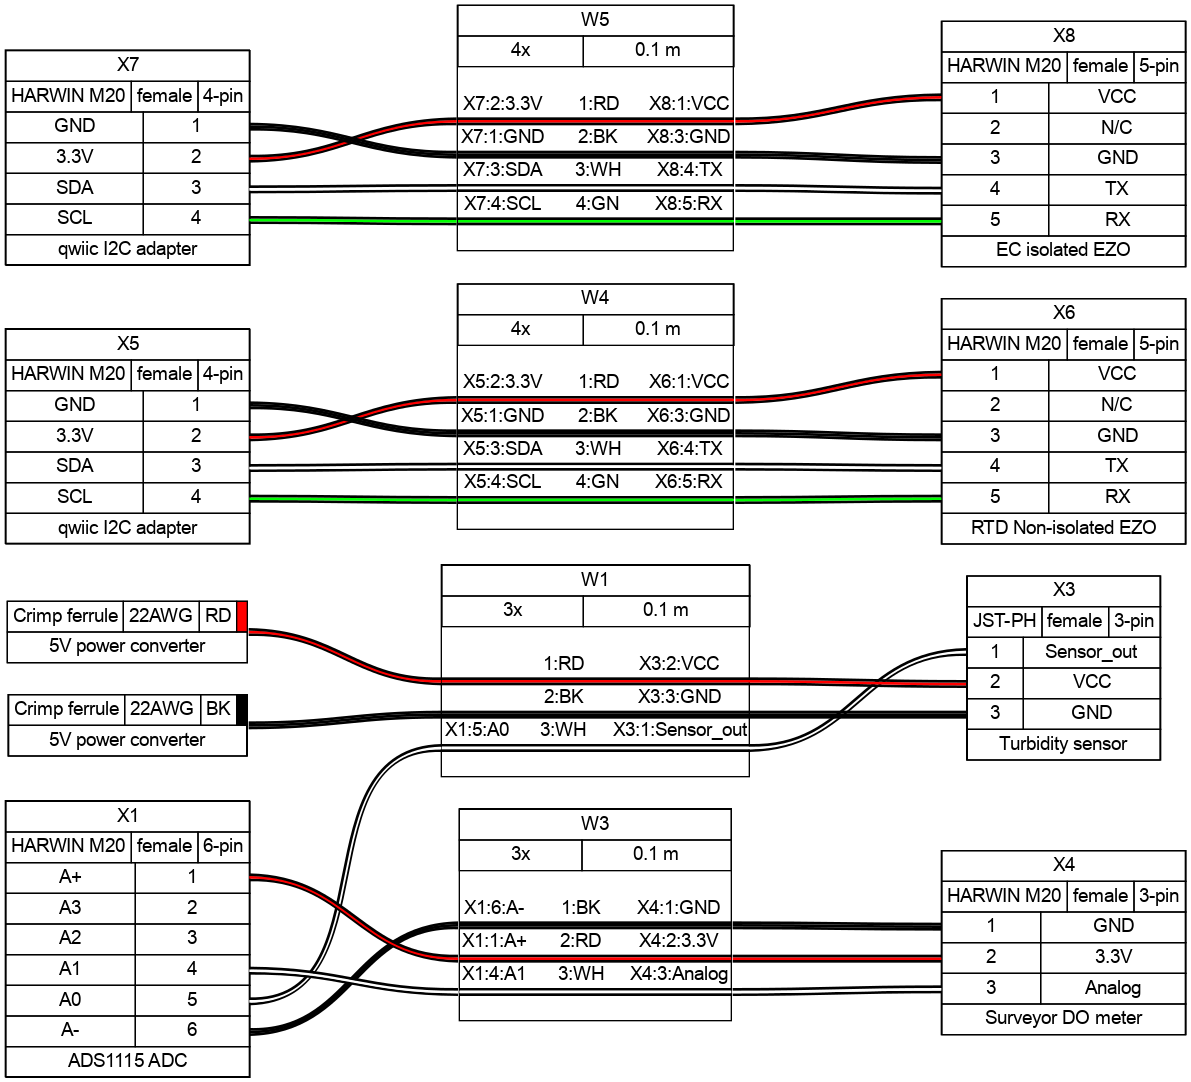 X7
HARWIN M20 female 4-pin
GND 1
3.3V 2
SDA 3
SCL 4
qwiic I2C adapter
W5
4x 0.1 m
X7:2:3.3V 1:RD X8:1:VCC
X7:1:GND 2:BK X8:3:GND
X7:3:SDA 3:WH X8:4:TX
X7:4:SCL 4:GN X8:5:RX
X8
HARWIN M20 female 5-pin
1 VCC
2 N/C
3 GND
4 TX
5 RX
EC isolated EZO
X5
HARWIN M20 female 4-pin
GND 1
3.3V 2
SDA 3
SCL 4
qwiic I2C adapter
W4
4x 0.1 m
X5:2:3.3V 1:RD X6:1:VCC
X5:1:GND 2:BK X6:3:GND
X5:3:SDA 3:WH X6:4:TX
X5:4:SCL 4:GN X6:5:RX
X6
HARWIN M20 female 5-pin
1 VCC
2 N/C
3 GND
4 TX
5 RX
RTD Non-isolated EZO
Crimp ferrule 22AWG RD
5V power converter
Crimp ferrule 22AWG BK
5V power converter
W1
3x 0.1 m
1:RD X3:2:VCC
2:BK X3:3:GND
X1:5:A0 3:WH X3:1:Sensor_out
X3
JST-PH female 3-pin
1 Sensor_out
2 VCC
3 GND
Turbidity sensor
X1
HARWIN M20 female 6-pin
A+ 1
A3 2
A2 3
A1 4
A0 5
A- 6
ADS1115 ADC
W3
3x 0.1 m
X1:6:A- 1:BK X4:1:GND
X1:1:A+ 2:RD X4:2:3.3V
X1:4:A1 3:WH X4:3:Analog
X4
HARWIN M20 female 3-pin
1 GND
2 3.3V
3 Analog
Surveyor DO meter